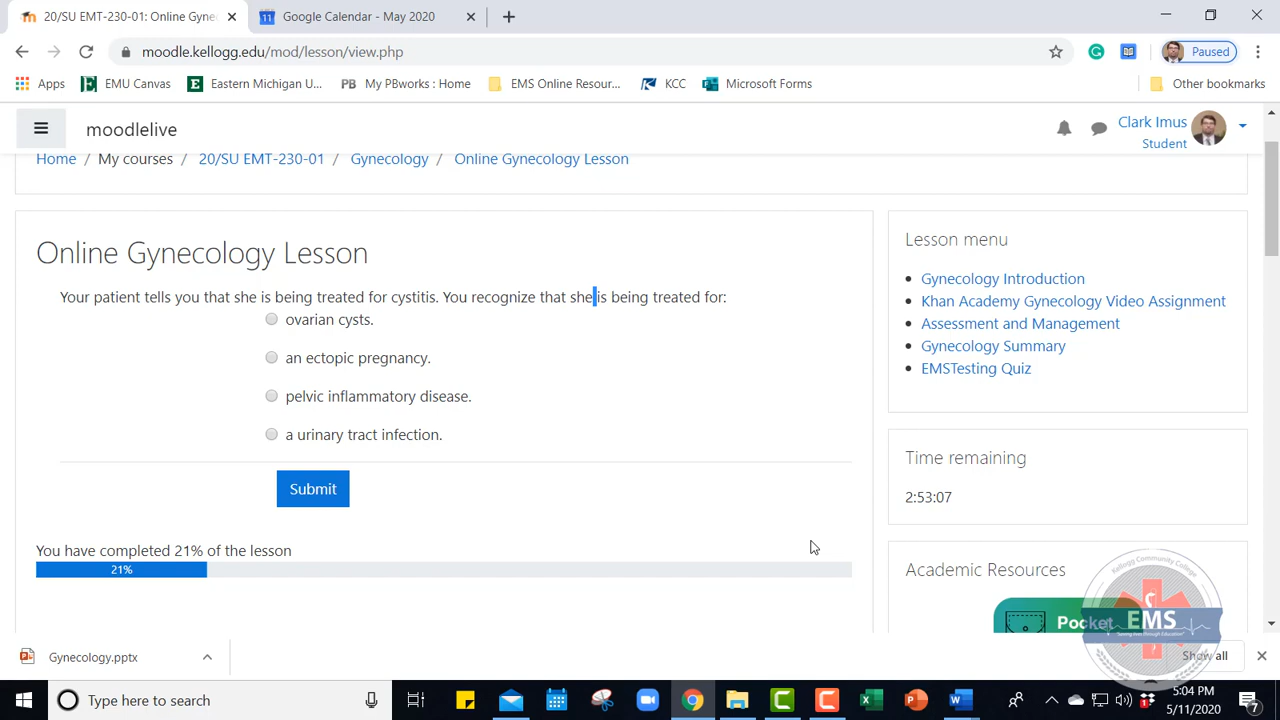 20/SU EMT-230-01: Online Gyne
Google Calendar - May 2020
moodle.kellogg.edu/mod/lesson/view.php
Paused
Apps
EMU Canvas
Eastern Michigan U...
My PBworks : Home
EMS Online Resour...
KCC
Microsoft Forms
Other bookmarks
moodlelive
Clark Imus
Student
Home / My courses / 20/SU EMT-230-01 / Gynecology / Online Gynecology Lesson
Online Gynecology Lesson
Your patient tells you that she is being treated for cystitis. You recognize that she is being treated for:
ovarian cysts.
an ectopic pregnancy.
pelvic inflammatory disease.
a urinary tract infection.
Submit
You have completed 21% of the lesson
21%
Lesson menu
Gynecology Introduction
Khan Academy Gynecology Video Assignment
Assessment and Management
Gynecology Summary
EMSTesting Quiz
Time remaining
2:53:07
Academic Resources
Pocket
Kellogg Community College
EMS
Gynecology.pptx
Show all
Type here to search
5:04 PM
5/11/2020